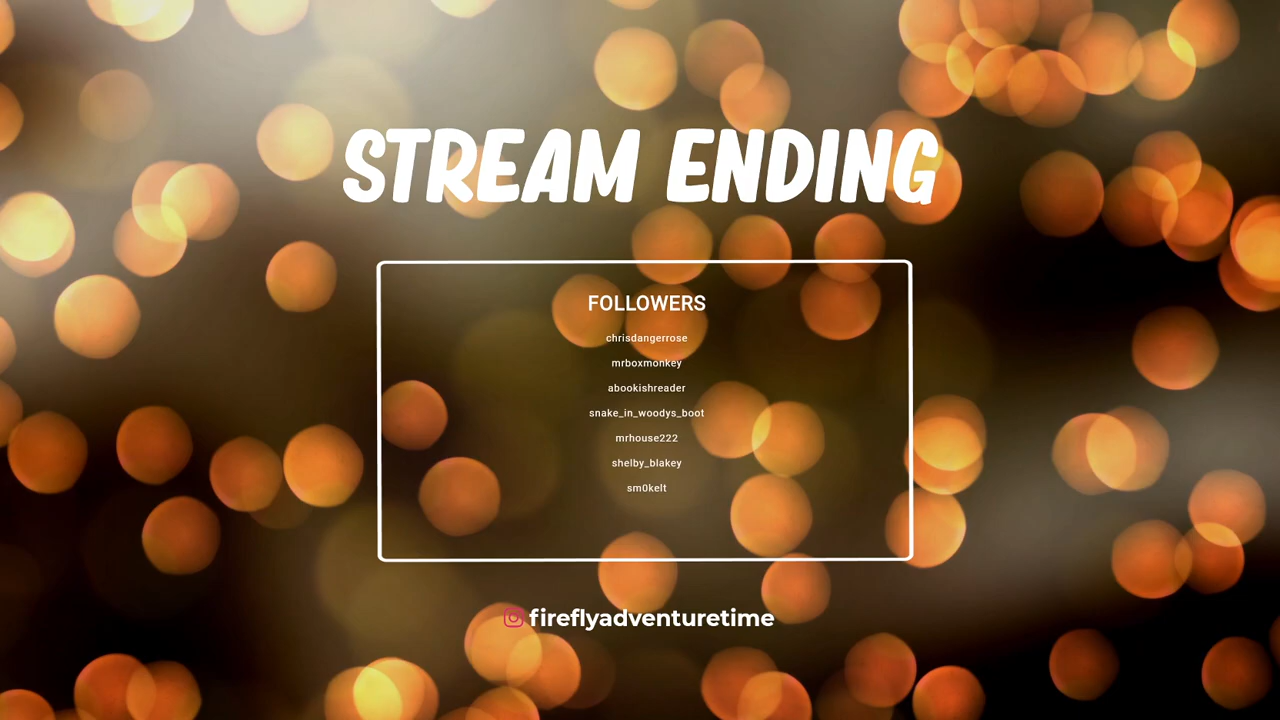 STREAM ENDING
FOLLOWERS
chrisdangerrose
mrboxmonkey
abookishreader
snake_in_woodys_boot
mrhouse222
shelby_blakey
sm0kelt
fireflyadventuretime